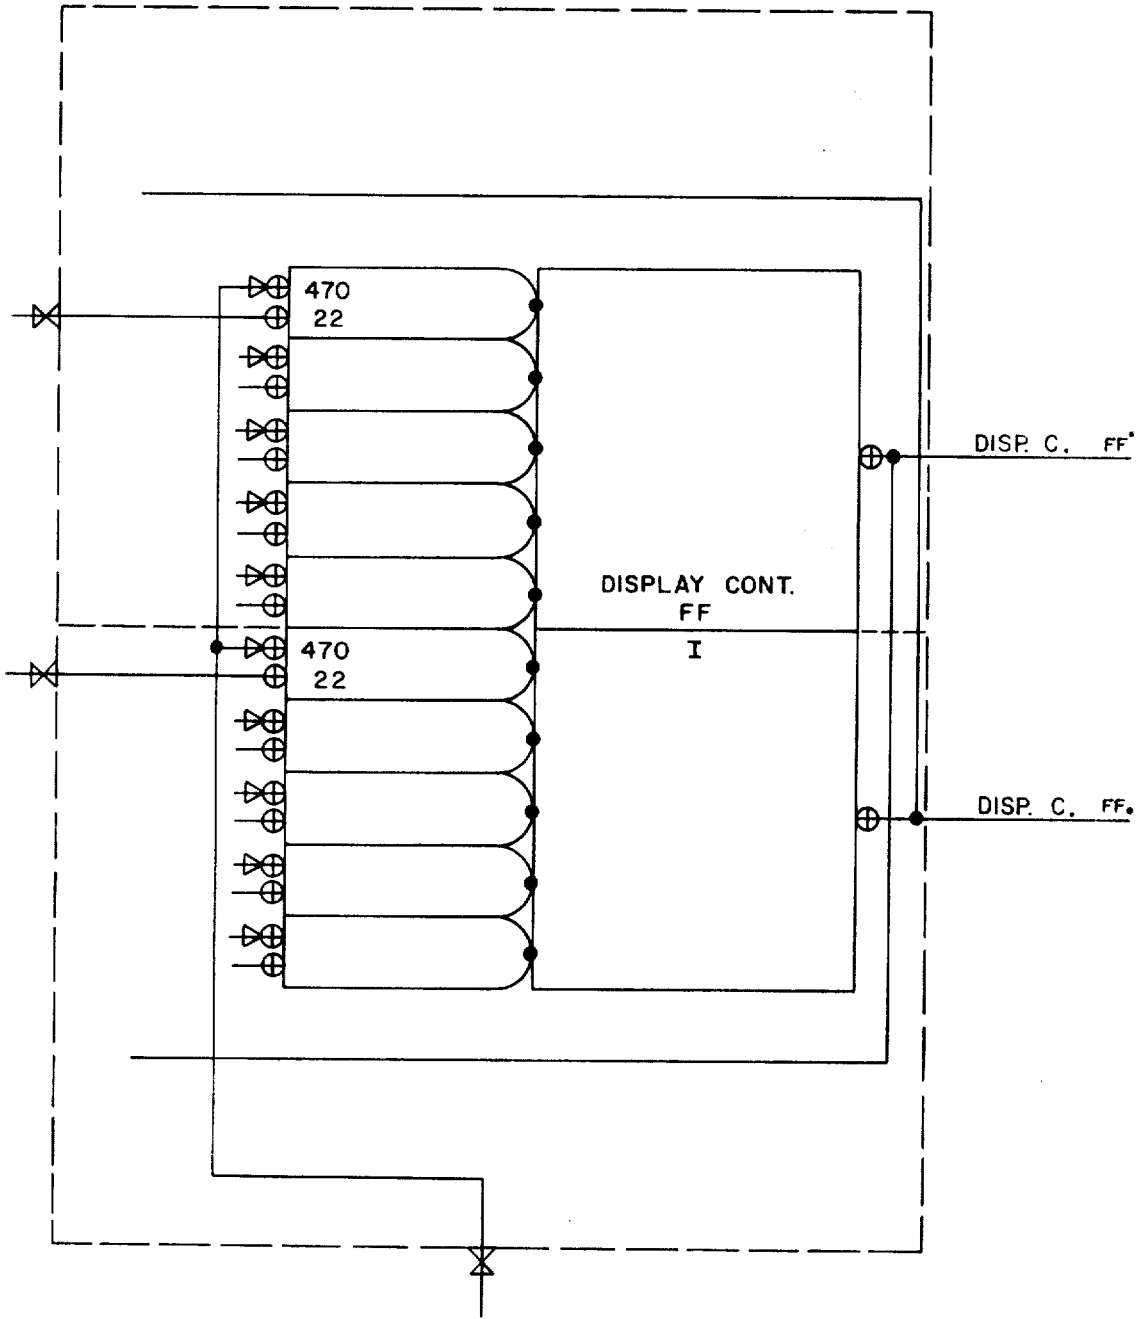 470
22
DISP. C. FF•
DISPLAY CONT.
FF
I
470
22
DISP. C. FF•